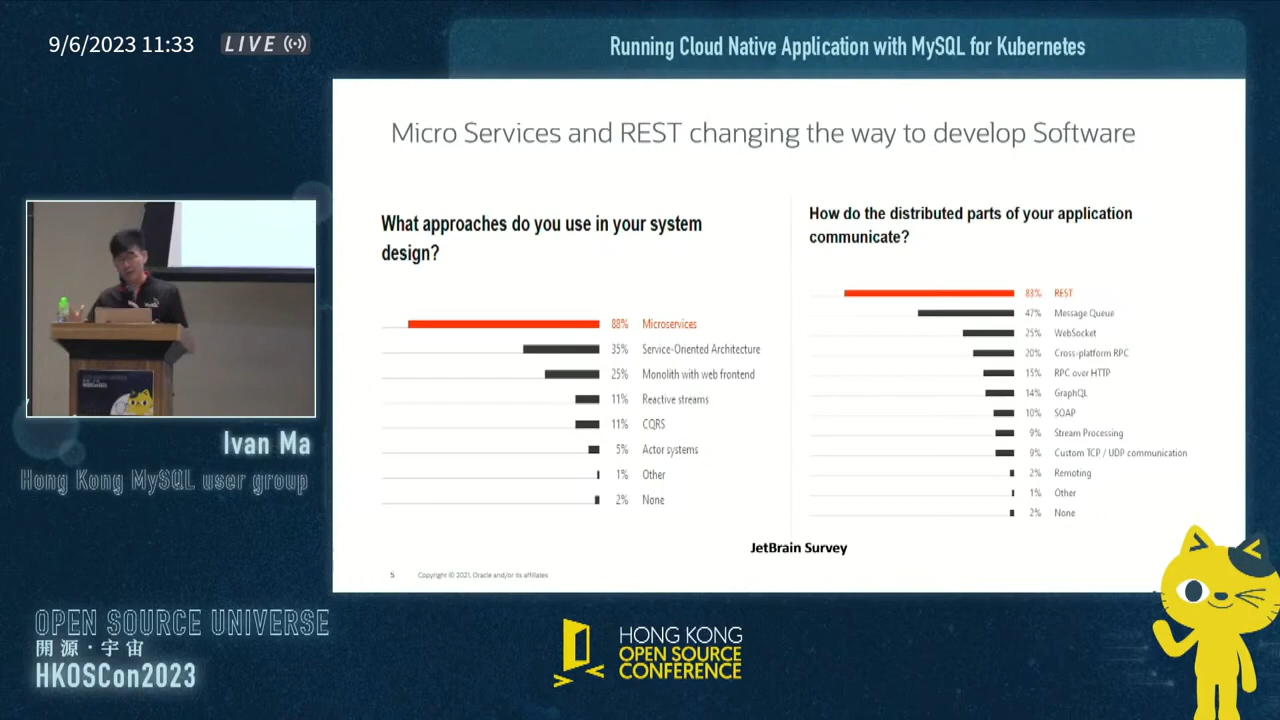 9/6/2023 11:33
LIVE
Running Cloud Native Application with MySQL for Kubernetes
Micro Services and REST changing the way to develop Software
What approaches do you use in your system
design?
88% Microservices
35% Service-Oriented Architecture
25% Monolith with web frontend
11% Reactive streams
11% CQRS
5% Actor systems
1% Other
2% None
How do the distributed parts of your application
communicate?
83% REST
47% Message Queue
25% WebSocket
20% Cross-platform RPC
15% RPC over HTTP
14% GraphQL
10% SOAP
9% Stream Processing
9% Custom TCP / UDP communication
2% Remoting
1% Other
2% None
JetBrain Survey
5 Copyright © 2021, Oracle and/or its affiliates
Ivan Ma
Hong Kong MySQL user group
OPEN SOURCE UNIVERSE
開源·宇宙
HKOSCon2023
HONG KONG
OPEN SOURCE
CONFERENCE